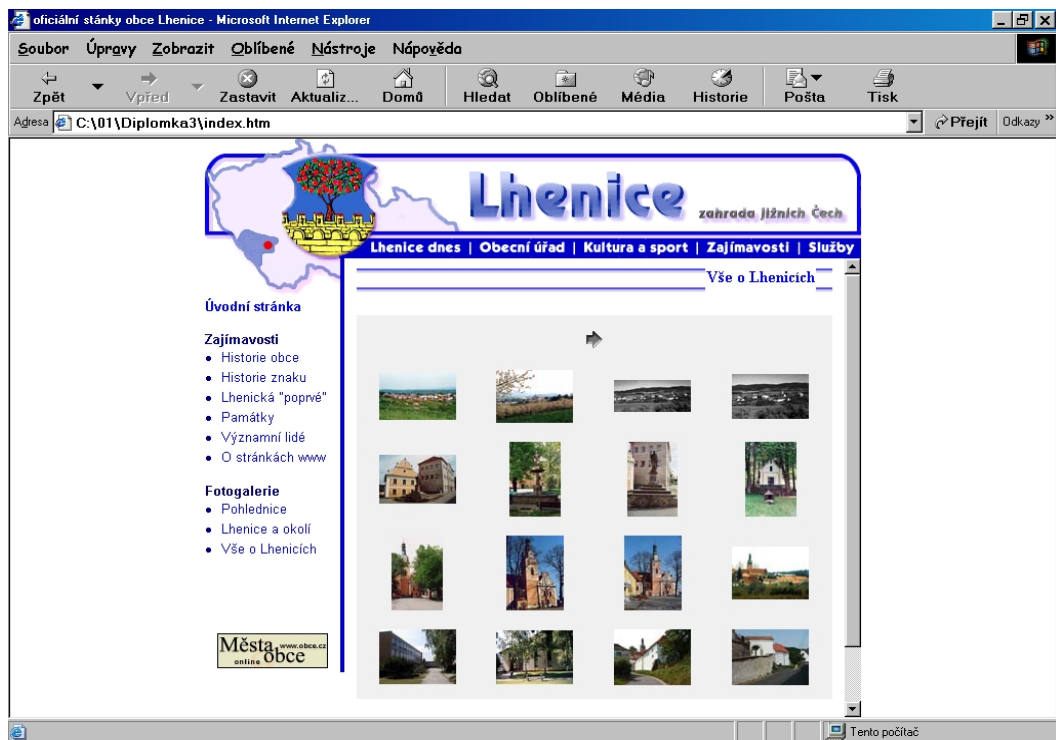 oficiální stánky obce Lhenice - Microsoft Internet Explorer
Soubor Úpravy Zobrazit Oblíbené Nástroje Nápověda
Zpět Vpřed Zastavit Aktualiz... Domů Hledat Oblíbené Média Historie Pošta Tisk
Adresa C:\01\Diplomka3\index.htm Přejít Odkazy »
Lhenice zahrada Jižních Čech
Lhenice dnes | Obecní úřad | Kultura a sport | Zajímavosti | Služby
Vše o Lhenicích
Úvodní stránka
Zajímavosti
• Historie obce
• Historie znaku
• Lhenická "poprvé"
• Památky
• Významní lidé
• O stránkách www
Fotogalerie
• Pohlednice
• Lhenice a okolí
• Vše o Lhenicích
Města www.obce.cz
online obce
Tento počítač